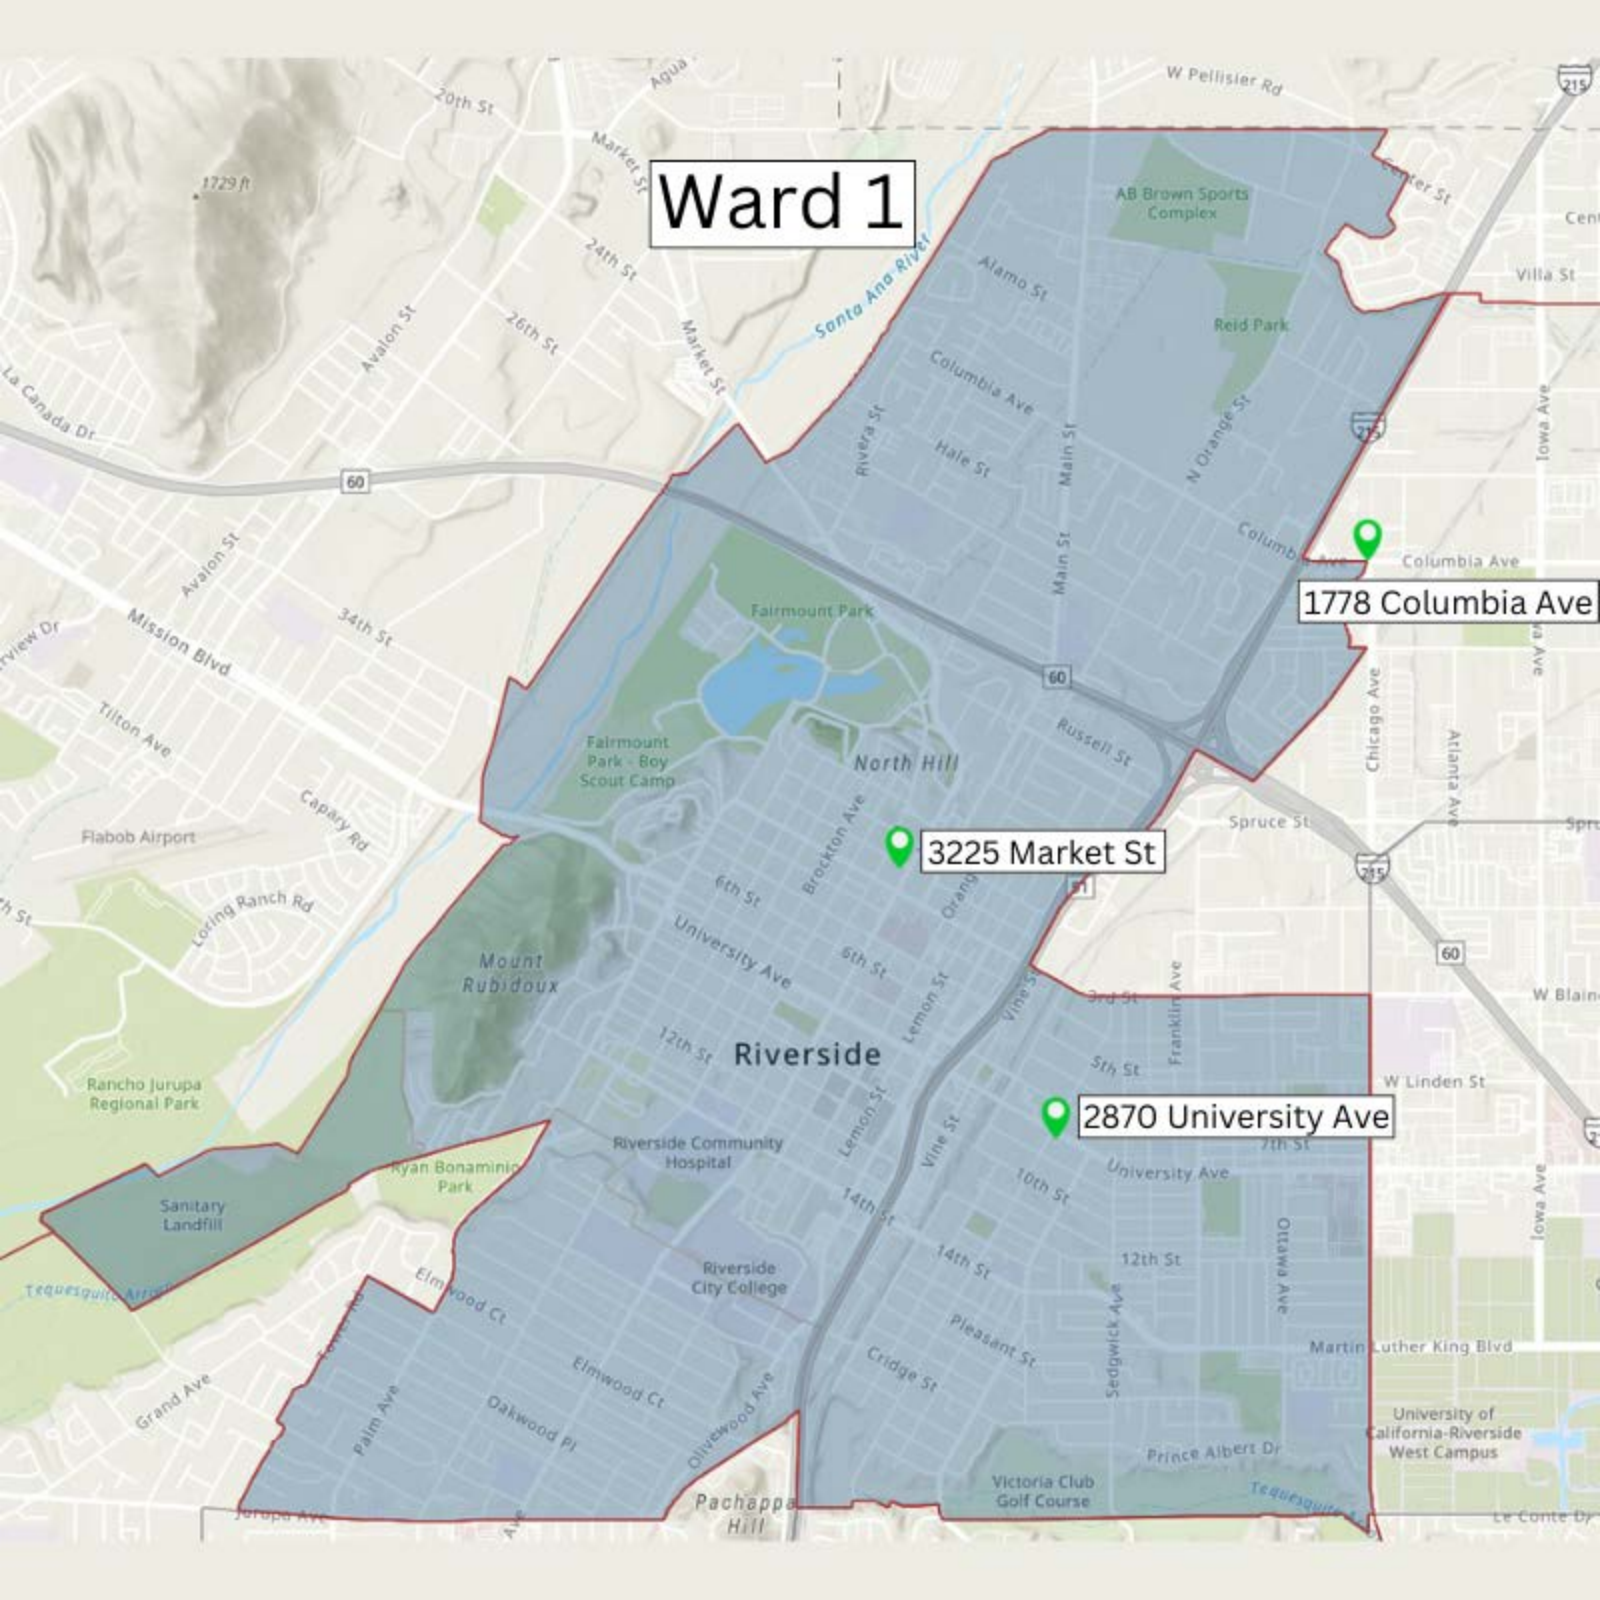 W Pellisier Rd
215
Agua
20th St
Market St
1729 ft
Ward 1
AB Brown Sports
Complex
Center St
Cent
24th St
Santa Ana River
Alamo St
Villa St
Avalon St
26th St
Market St
Reid Park
La Canada Dr
Columbia Ave
Rivera St
Hale St
Main St
N Orange St
215
Iowa Ave
60
Avalon St
Main St
Columbia Ave
Columbia Ave
1778 Columbia Ave
34th St
Mission Blvd
Fairmount Park
60
Chicago Ave
Tilton Ave
Fairmount
Park - Boy
Scout Camp
North Hill
Russell St
Atlanta Ave
Capary Rd
Flabob Airport
Brockton Ave
Spruce St
3225 Market St
215
91
Loring Ranch Rd
6th St
Orang
University Ave
6th St
60
Mount
Rubidoux
Lemon St
Vine St
3rd St
Franklin Ave
W Blain
12th St
Riverside
5th St
W Linden St
Rancho Jurupa
Regional Park
Lemon St
2870 University Ave
Vine St
7th St
Riverside Community
Hospital
Ryan Bonaminio
Park
10th St
University Ave
Sanitary
Landfill
14th St
Iowa Ave
Ottawa Ave
12th St
14th St
Riverside
City College
Tequesquite Arroyo
Elmwood Ct
Tower Rd
Sedgwick Ave
Pleasant St
Martin Luther King Blvd
Cridge St
Elmwood Ct
Grand Ave
Palm Ave
Oakwood Pl
Olivewood Ave
University of
California-Riverside
West Campus
Prince Albert Dr
Victoria Club
Golf Course
Tequesquite
Pachappa
Hill
Jurupa Ave
Ave
Le Conte Dr